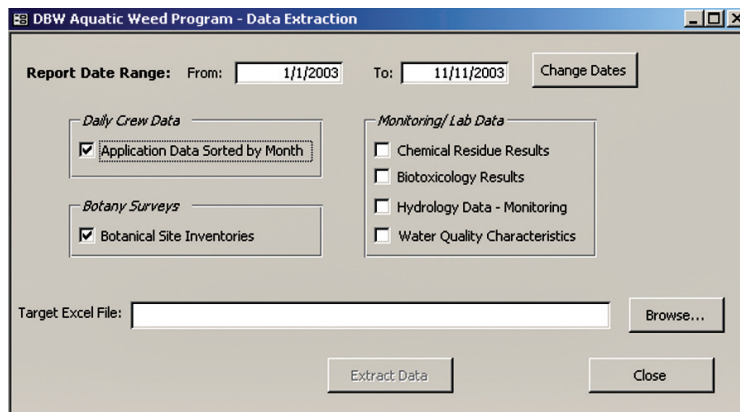 DBW Aquatic Weed Program - Data Extraction
Report Date Range: From: 1/1/2003 To: 11/11/2003 Change Dates
Daily Crew Data
Application Data Sorted by Month
Botany Surveys
Botanical Site Inventories
Monitoring/ Lab Data
Chemical Residue Results
Biotoxicology Results
Hydrology Data - Monitoring
Water Quality Characteristics
Target Excel File: Browse...
Extract Data Close